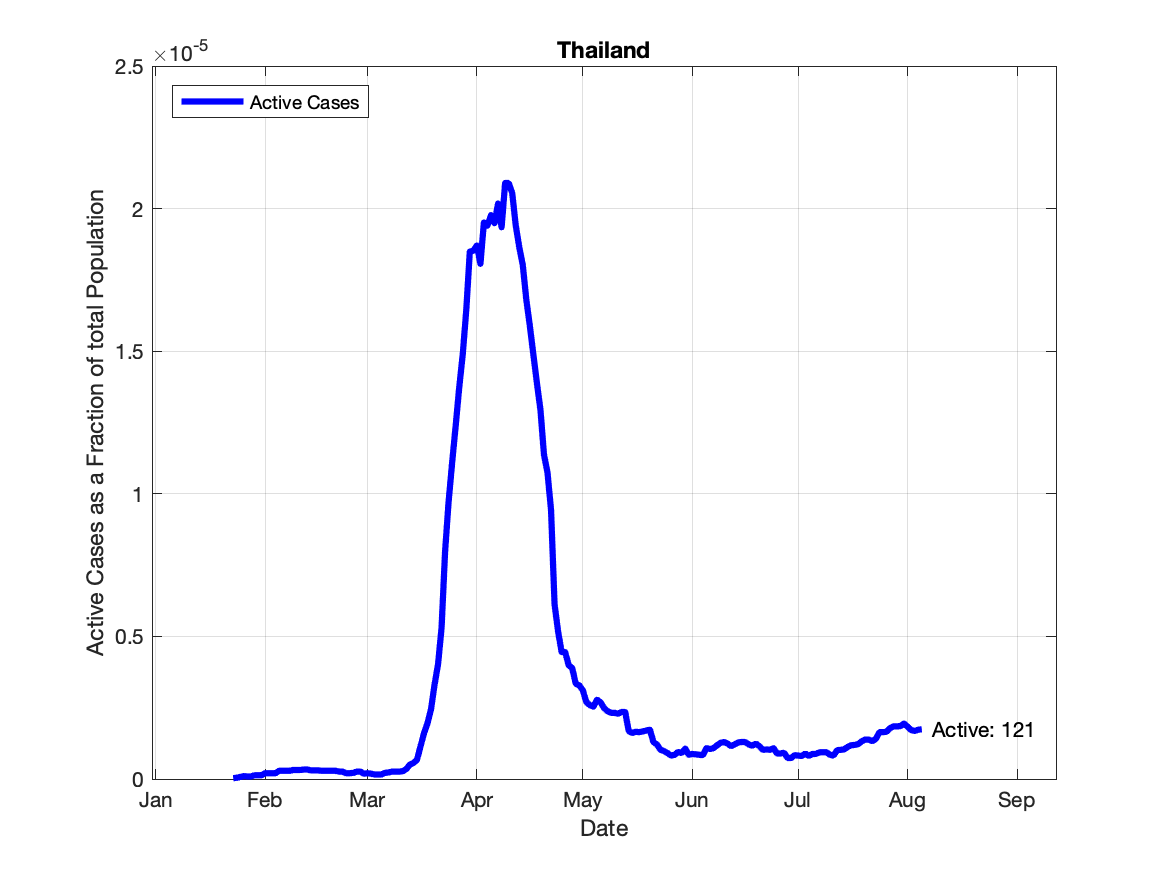 Thailand
×10-5
2.5
2
1.5
1
0.5
0
Active Cases as a Fraction of total Population
Active Cases
Active: 121
Jan Feb Mar Apr May Jun Jul Aug Sep
Date